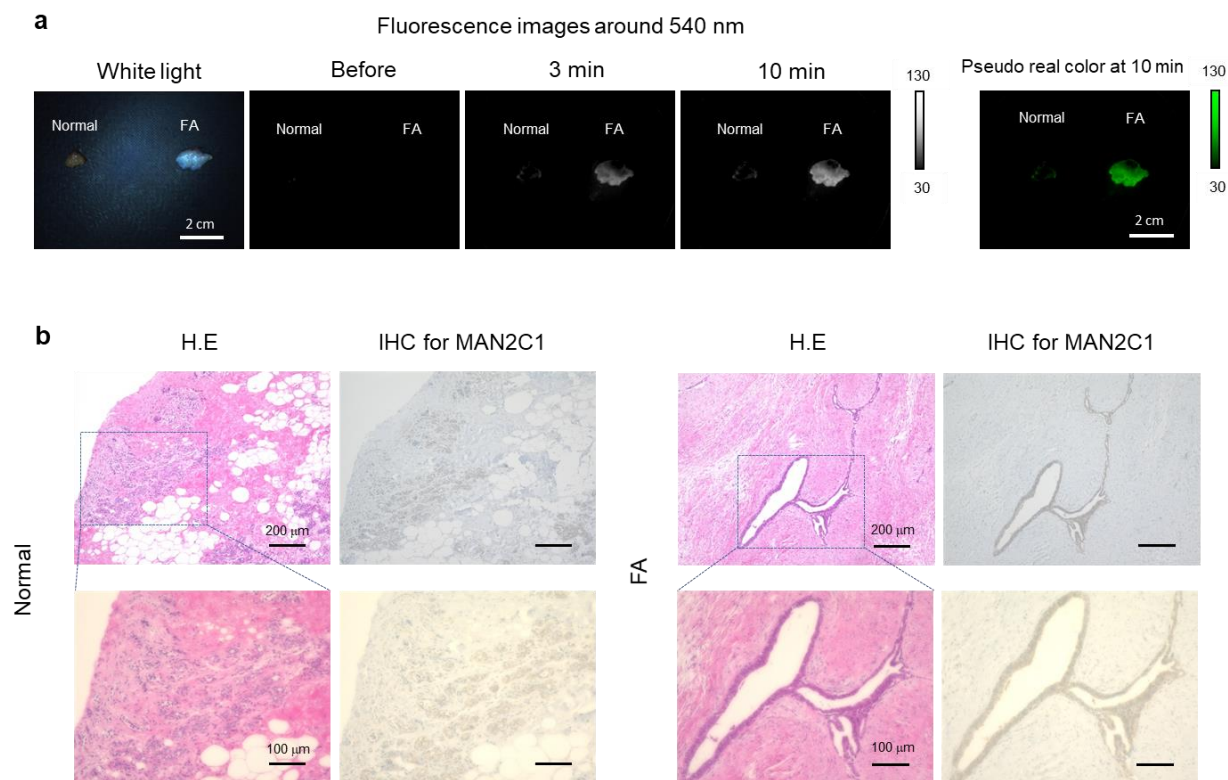 a
Fluorescence images around 540 nm
White light
Before
3 min
10 min
Pseudo real color at 10 min
Normal
FA
2 cm
Normal
FA
Normal
FA
Normal
FA
130
30
Normal
FA
2 cm
130
30
b
H.E
IHC for MAN2C1
H.E
IHC for MAN2C1
Normal
200 μm
100 μm
FA
200 μm
100 μm